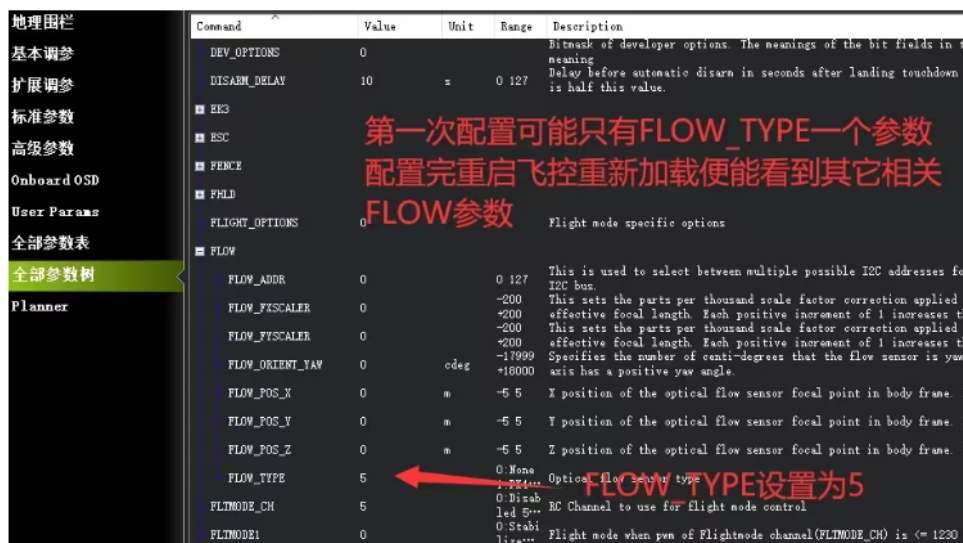 地理围栏
基本调参
扩展调参
标准参数
高级参数
Onboard OSD
User Params
全部参数表
全部参数树
Planner
Command Value Unit Range Description
DEV_OPTIONS 0 Bitmask of developer options. The meanings of the bit fields in
meaning
DISARM_DELAY 10 s 0 127 Delay before automatic disarm in seconds after landing touchdown
is half this value.
EK3
ESC
FENCE
FHLD
第一次配置可能只有FLOW_TYPE一个参数
配置完重启飞控重新加载便能看到其它相关
FLOW参数
FLIGHT_OPTIONS 0 Flight mode specific options
FLOW
FLOW_ADDR 0 0 127 This is used to select between multiple possible I2C addresses
I2C bus.
FLOW_FXSCALER 0 -200 +200 This sets the parts per thousand scale factor correction applied
effective focal length. Each positive increment of 1 increases
FLOW_FYSCALER 0 -200 +200 This sets the parts per thousand scale factor correction applied
effective focal length. Each positive increment of 1 increases
FLOW_ORIENT_YAW 0 cdeg -17999 +18000 Specifies the number of centi-degrees that the flow sensor is
axis has a positive yaw angle.
FLOW_POS_X 0 m -5 5 X position of the optical flow sensor focal point in body frame.
FLOW_POS_Y 0 m -5 5 Y position of the optical flow sensor focal point in body frame.
FLOW_POS_Z 0 m -5 5 Z position of the optical flow sensor focal point in body frame.
FLOW_TYPE 5 0:None Optical flow sensor type
FLOW_TYPE设置为5
FLTMODE_CH 5 0:Disab led 5… RC Channel to use for flight mode control
FLTMODE1 0 0:Stabi Flight mode when pwm of Flightmode channel(FLTMODE_CH) is <= 1230